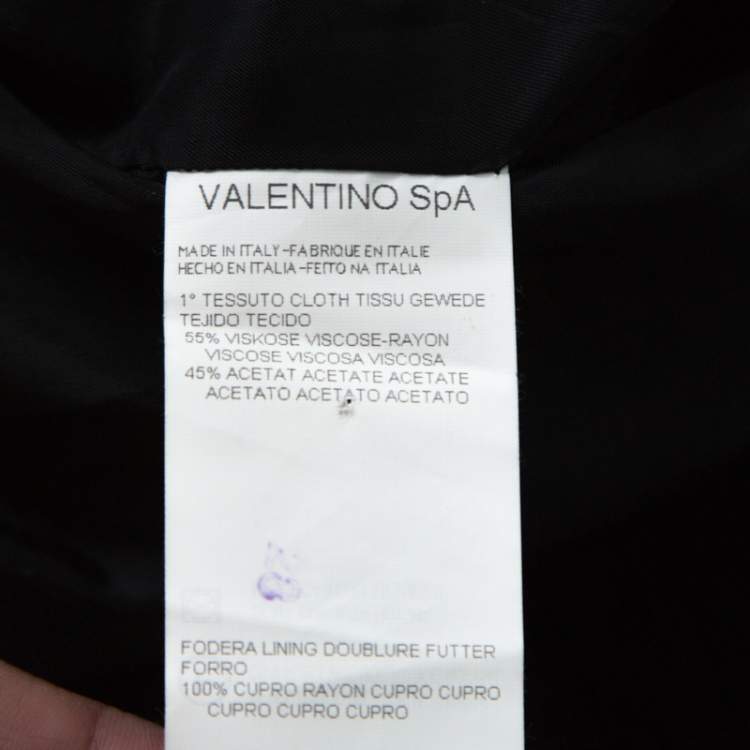 VALENTINO SpA
MADE IN ITALY-FABRIQUE EN ITALIE
HECHO EN ITALIA-FEITO NA ITALIA
1° TESSUTO CLOTH TISSU GEWEDE
TEJIDO TECIDO
55% VISKOSE VISCOSE-RAYON
VISCOSE VISCOSA VISCOSA
45% ACETAT ACETATE ACETATE
ACETATO ACETATO ACETATO
FODERA LINING DOUBLURE FUTTER
FORRO
100% CUPRO RAYON CUPRO CUPRO
CUPRO CUPRO CUPRO